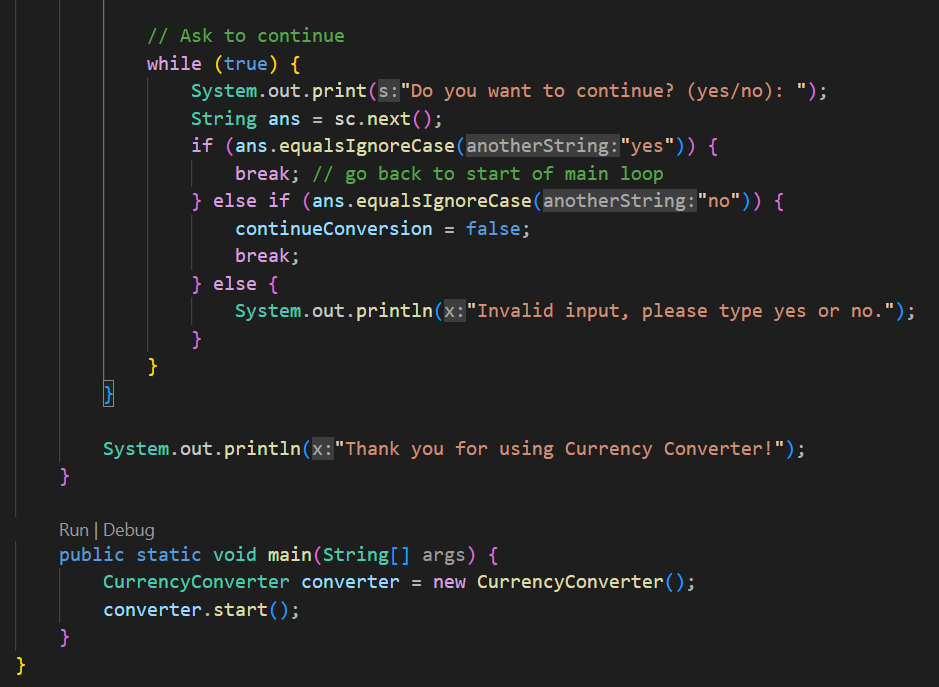 // Ask to continue
while (true) {
System.out.print(s:"Do you want to continue? (yes/no): ");
String ans = sc.next();
if (ans.equalsIgnoreCase(anotherString:"yes")) {
break; // go back to start of main loop
} else if (ans.equalsIgnoreCase(anotherString:"no")) {
continueConversion = false;
break;
} else {
System.out.println(x:"Invalid input, please type yes or no.");
}
}
}
System.out.println(x:"Thank you for using Currency Converter!");
}
Run | Debug
public static void main(String[] args) {
CurrencyConverter converter = new CurrencyConverter();
converter.start();
}
}